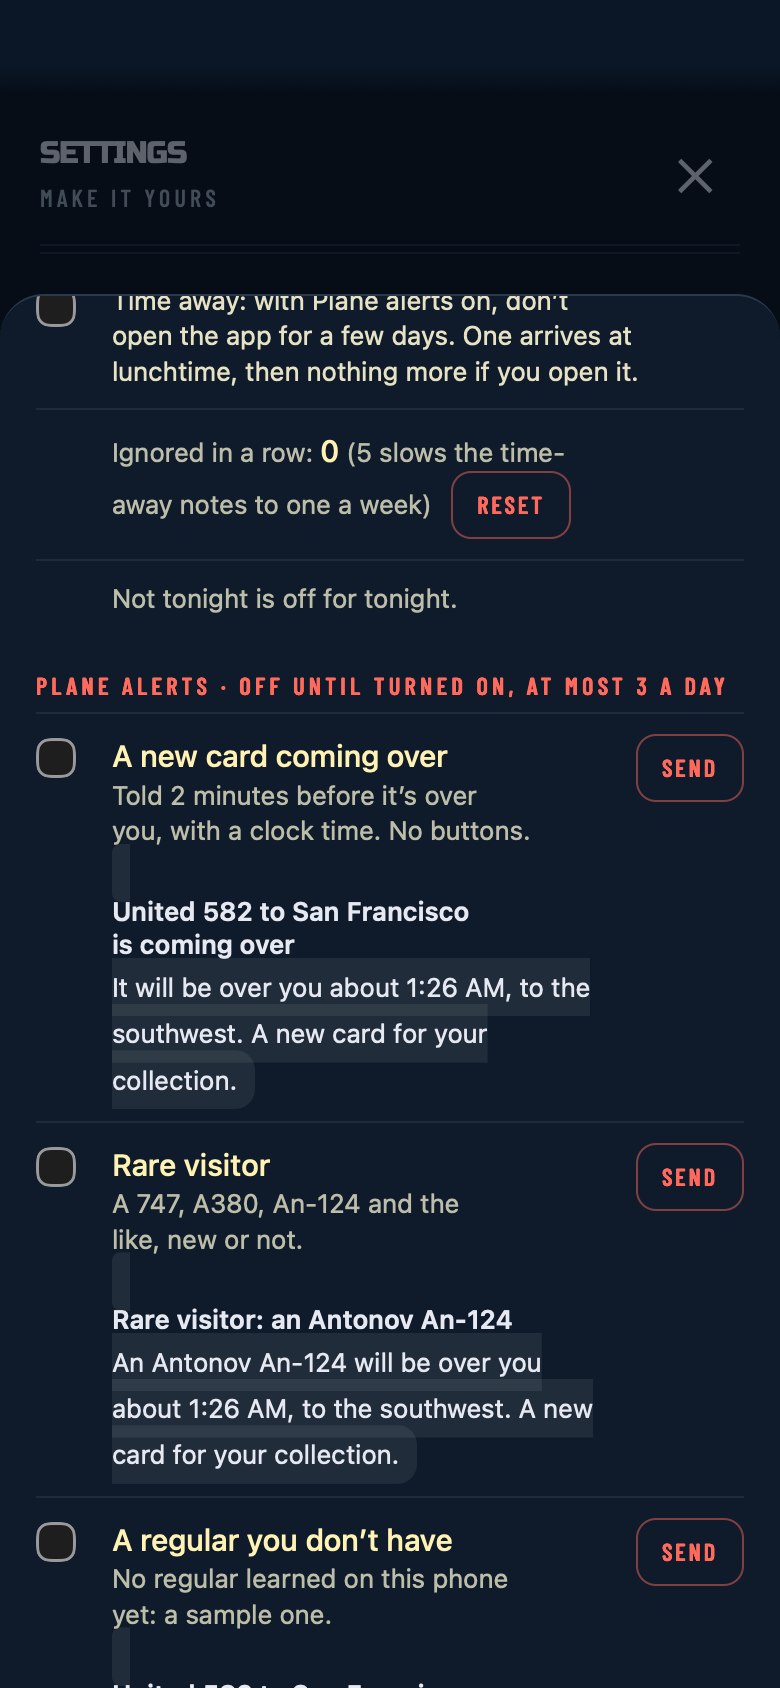 SETTINGS
MAKE IT YOURS
Time away: with Plane alerts on, don't
open the app for a few days. One arrives at
lunchtime, then nothing more if you open it.
Ignored in a row: 0 (5 slows the time-
away notes to one a week) RESET
Not tonight is off for tonight.
PLANE ALERTS · OFF UNTIL TURNED ON, AT MOST 3 A DAY
A new card coming over SEND
Told 2 minutes before it’s over
you, with a clock time. No buttons.
United 582 to San Francisco
is coming over
It will be over you about 1:26 AM, to the
southwest. A new card for your
collection.
Rare visitor SEND
A 747, A380, An-124 and the
like, new or not.
Rare visitor: an Antonov An-124
An Antonov An-124 will be over you
about 1:26 AM, to the southwest. A new
card for your collection.
A regular you don’t have SEND
No regular learned on this phone
yet: a sample one.